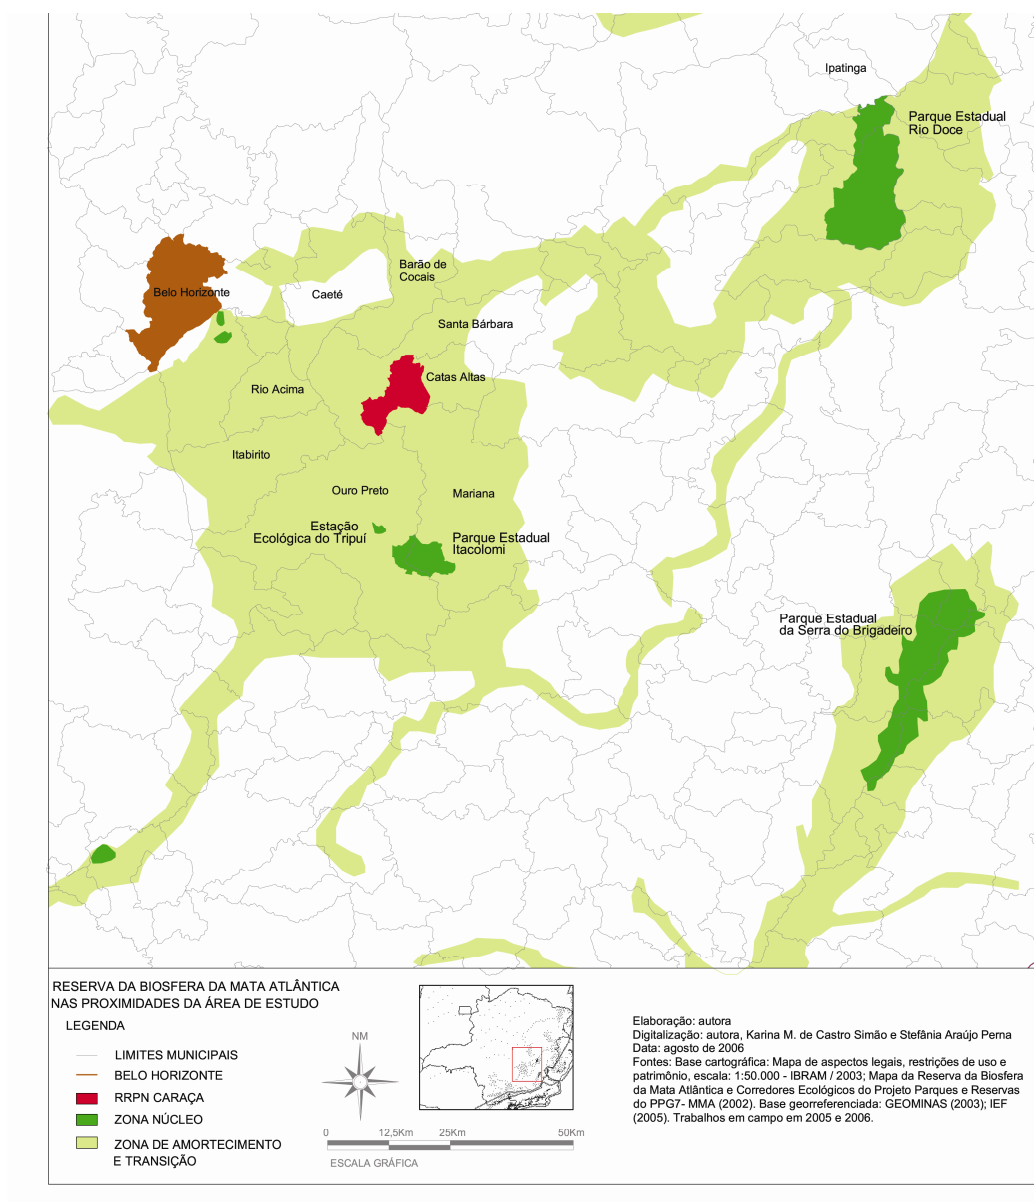 Ipatinga
Parque Estadual
Rio Doce
Barão de
Cocais
Belo Horizonte
Caeté
Santa Bárbara
Rio Acima
Catas Altas
Itabirito
Ouro Preto
Mariana
Estação
Ecológica do Tripuí
Parque Estadual
Itacolomi
Parque Estadual
da Serra do Brigadeiro
RESERVA DA BIOSFERA DA MATA ATLÂNTICA
NAS PROXIMIDADES DA ÁREA DE ESTUDO
LEGENDA
LIMITES MUNICIPAIS
BELO HORIZONTE
RRPN CARAÇA
ZONA NÚCLEO
ZONA DE AMORTECIMENTO
E TRANSIÇÃO
NM
0 12,5Km 25Km 50Km
ESCALA GRÁFICA
Elaboração: autora
Digitalização: autora, Karina M. de Castro Simão e Stefânia Araújo Perna
Data: agosto de 2006
Fontes: Base cartográfica: Mapa de aspectos legais, restrições de uso e
patrimônio, escala: 1:50.000 - IBRAM / 2003; Mapa da Reserva da Biosfera
da Mata Atlântica e Corredores Ecológicos do Projeto Parques e Reservas
do PPG7- MMA (2002). Base georreferenciada: GEOMINAS (2003); IEF
(2005). Trabalhos em campo em 2005 e 2006.